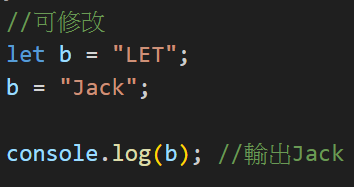 //可修改
let b = "LET";
b = "Jack";
console.log(b); //輸出Jack